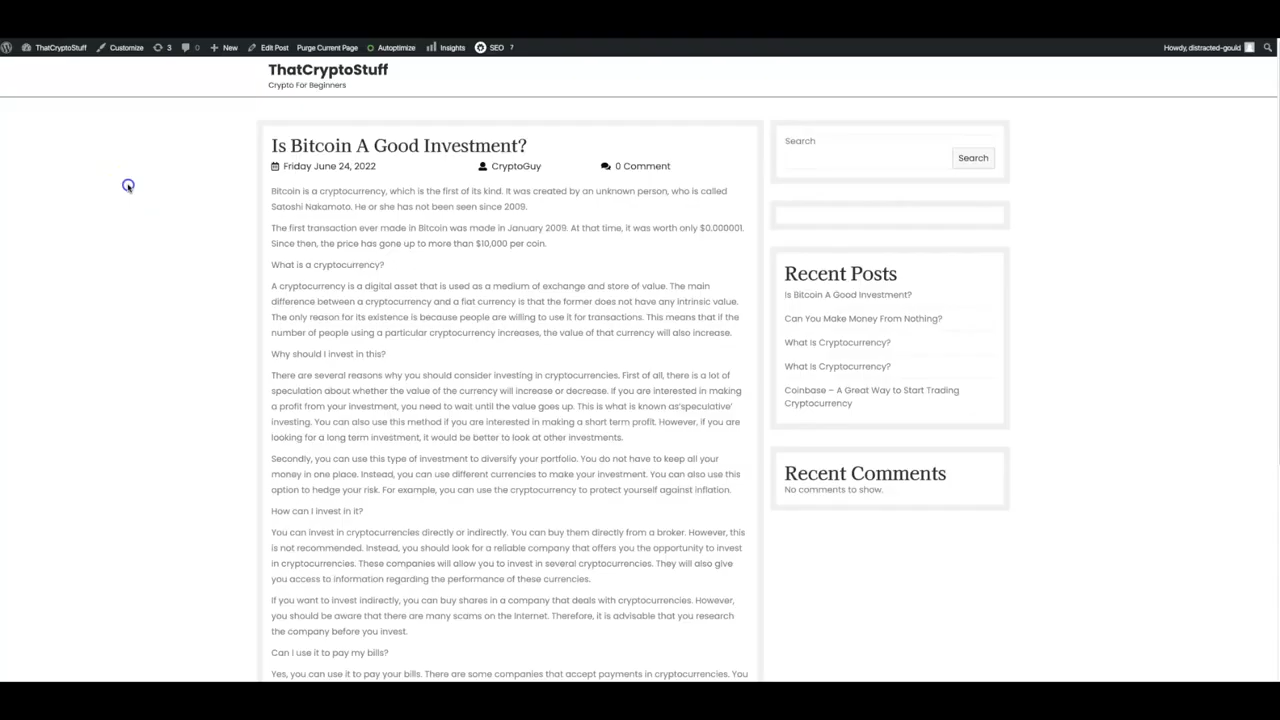 ThatCryptoStuff Customize 3 0 New Edit Post Purge Current Page Autoptimize Insights SEO ? Howdy, distracted-gould
ThatCryptoStuff
Crypto For Beginners
Is Bitcoin A Good Investment?
Friday June 24, 2022 CryptoGuy 0 Comment
Bitcoin is a cryptocurrency, which is the first of its kind. It was created by an unknown person, who is called
Satoshi Nakamoto. He or she has not been seen since 2009.
The first transaction ever made in Bitcoin was made in January 2009. At that time, it was worth only $0.000001.
Since then, the price has gone up to more than $10,000 per coin.
What is a cryptocurrency?
A cryptocurrency is a digital asset that is used as a medium of exchange and store of value. The main
difference between a cryptocurrency and a fiat currency is that the former does not have any intrinsic value.
The only reason for its existence is because people are willing to use it for transactions. This means that if the
number of people using a particular cryptocurrency increases, the value of that currency will also increase.
Why should I invest in this?
There are several reasons why you should consider investing in cryptocurrencies. First of all, there is a lot of
speculation about whether the value of the currency will increase or decrease. If you are interested in making
a profit from your investment, you need to wait until the value goes up. This is what is known as'speculative'
investing. You can also use this method if you are interested in making a short term profit. However, if you are
looking for a long term investment, it would be better to look at other investments.
Secondly, you can use this type of investment to diversify your portfolio. You do not have to keep all your
money in one place. Instead, you can use different currencies to make your investment. You can also use this
option to hedge your risk. For example, you can use the cryptocurrency to protect yourself against inflation.
How can I invest in it?
You can invest in cryptocurrencies directly or indirectly. You can buy them directly from a broker. However, this
is not recommended. Instead, you should look for a reliable company that offers you the opportunity to invest
in cryptocurrencies. These companies will allow you to invest in several cryptocurrencies. They will also give
you access to information regarding the performance of these currencies.
If you want to invest indirectly, you can buy shares in a company that deals with cryptocurrencies. However,
you should be aware that there are many scams on the Internet. Therefore, it is advisable that you research
the company before you invest.
Can I use it to pay my bills?
Yes, you can use it to pay your bills. There are some companies that accept payments in cryptocurrencies. You
Search
Search
Recent Posts
Is Bitcoin A Good Investment?
Can You Make Money From Nothing?
What Is Cryptocurrency?
What Is Cryptocurrency?
Coinbase – A Great Way to Start Trading
Cryptocurrency
Recent Comments
No comments to show.